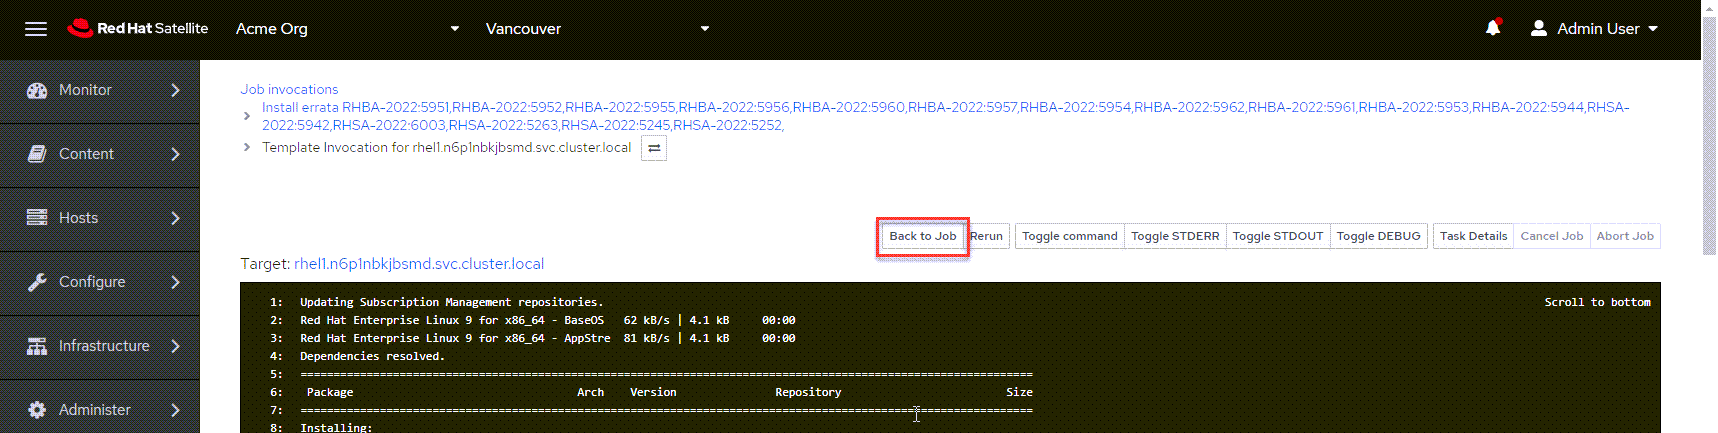 Red Hat Satellite Acme Org Vancouver Admin User
Monitor
Content
Hosts
Configure
Infrastructure
Administer
Job invocations
Install errata RHBA-2022:5951,RHBA-2022:5952,RHBA-2022:5955,RHBA-2022:5956,RHBA-2022:5960,RHBA-2022:5957,RHBA-2022:5954,RHBA-2022:5962,RHBA-2022:5961,RHBA-2022:5953,RHBA-2022:5944,RHSA-
2022:5942,RHSA-2022:6003,RHSA-2022:5263,RHSA-2022:5245,RHSA-2022:5252,
Template Invocation for rhel1.n6p1nbkjbsmd.svc.cluster.local
Back to Job Rerun Toggle command Toggle STDERR Toggle STDOUT Toggle DEBUG Task Details Cancel Job Abort Job
Target: rhel1.n6p1nbkjbsmd.svc.cluster.local
Scroll to bottom
1: Updating Subscription Management repositories.
2: Red Hat Enterprise Linux 9 for x86_64 - BaseOS 62 kB/s | 4.1 kB 00:00
3: Red Hat Enterprise Linux 9 for x86_64 - AppStre 81 kB/s | 4.1 kB 00:00
4: Dependencies resolved.
5: ================================================================================================================
6: Package Arch Version Repository Size
7: ================================================================================================================
8: Installing: